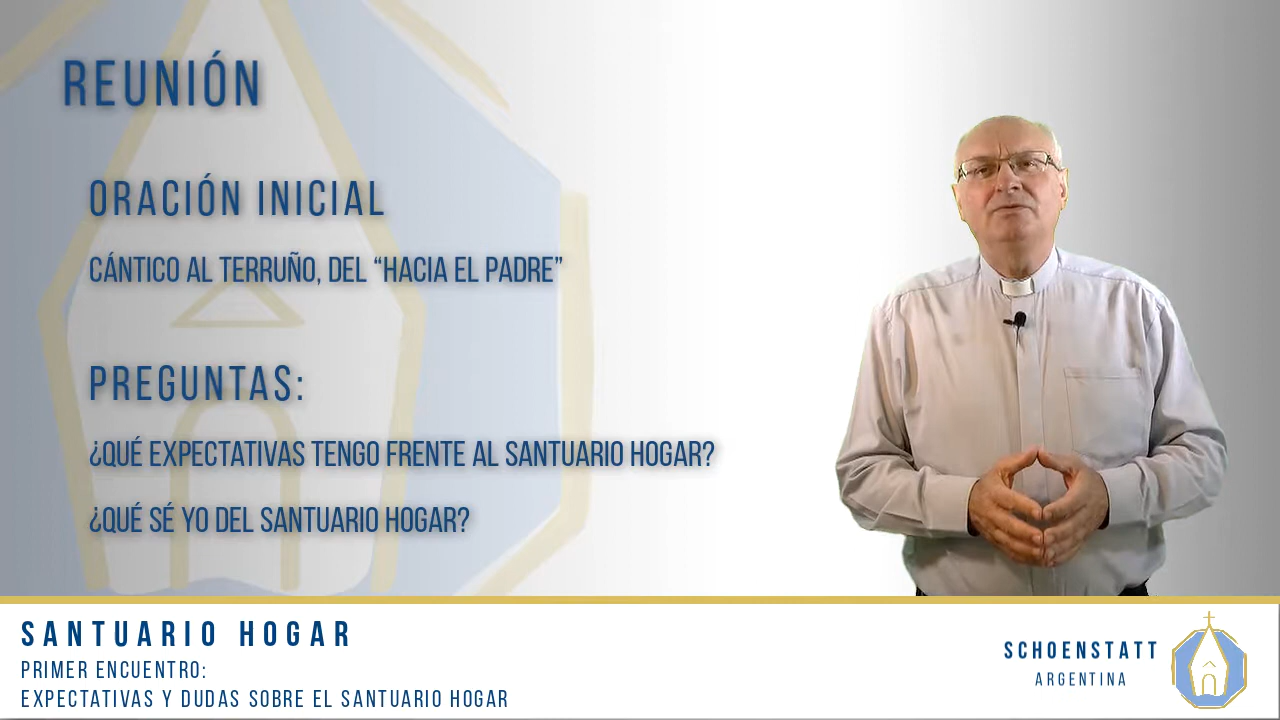 REUNIÓN
ORACIÓN INICIAL
CÁNTICO AL TERRUÑO, DEL “HACIA EL PADRE”
PREGUNTAS:
¿QUÉ EXPECTATIVAS TENGO FRENTE AL SANTUARIO HOGAR?
¿QUÉ SÉ YO DEL SANTUARIO HOGAR?
SANTUARIO HOGAR
PRIMER ENCUENTRO:
EXPECTATIVAS Y DUDAS SOBRE EL SANTUARIO HOGAR
SCHOENSTATT
ARGENTINA